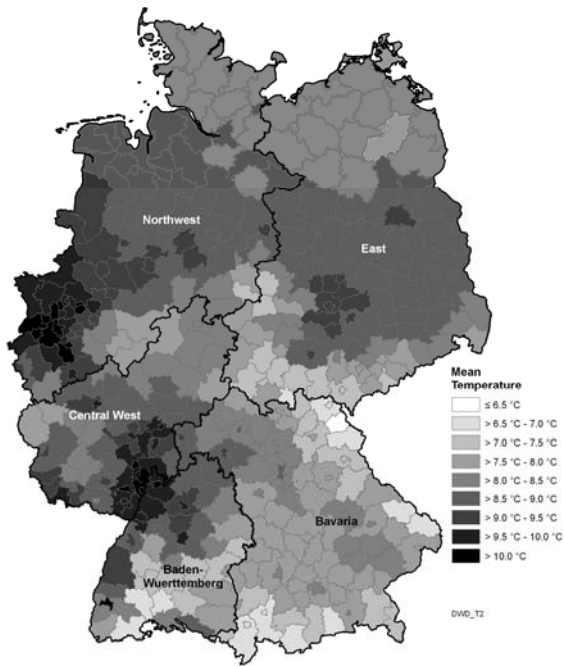 Northwest
East
Central West
Bavaria
Baden-
Wuerttemberg
Mean
Temperature
≤ 6.5 °C
> 6.5 °C - 7.0 °C
> 7.0 °C - 7.5 °C
> 7.5 °C - 8.0 °C
> 8.0 °C - 8.5 °C
> 8.5 °C - 9.0 °C
> 9.0 °C - 9.5 °C
> 9.5 °C - 10.0 °C
> 10.0 °C
DWD_T2